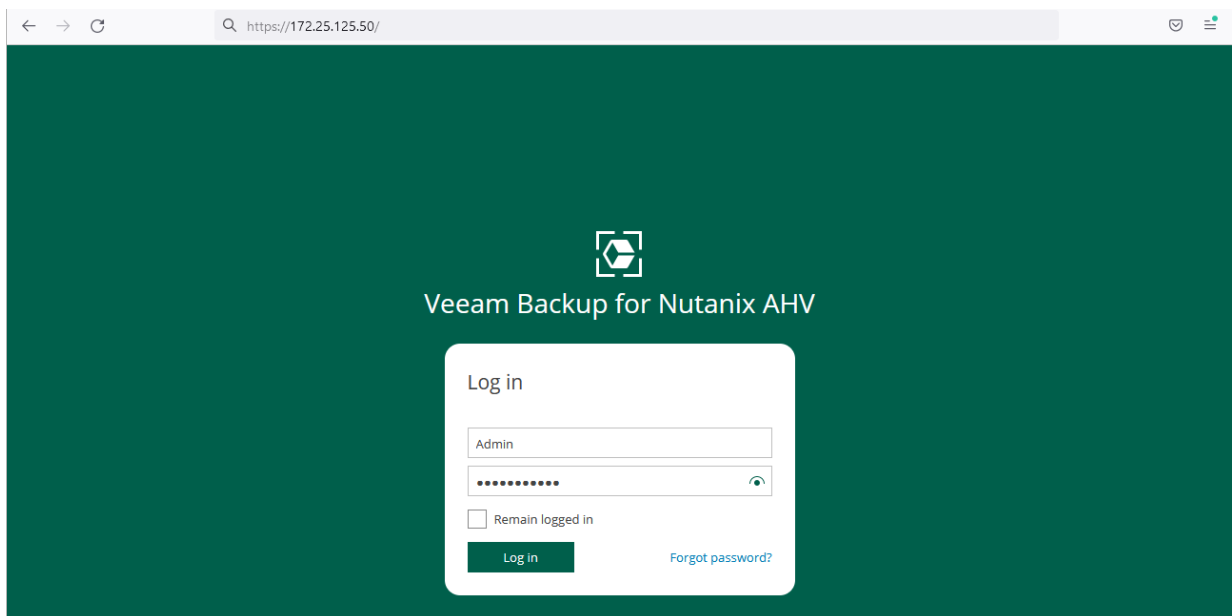 https://172.25.125.50/
Veeam Backup for Nutanix AHV
Log in
Admin
•••••••••••
Remain logged in
Log in Forgot password?